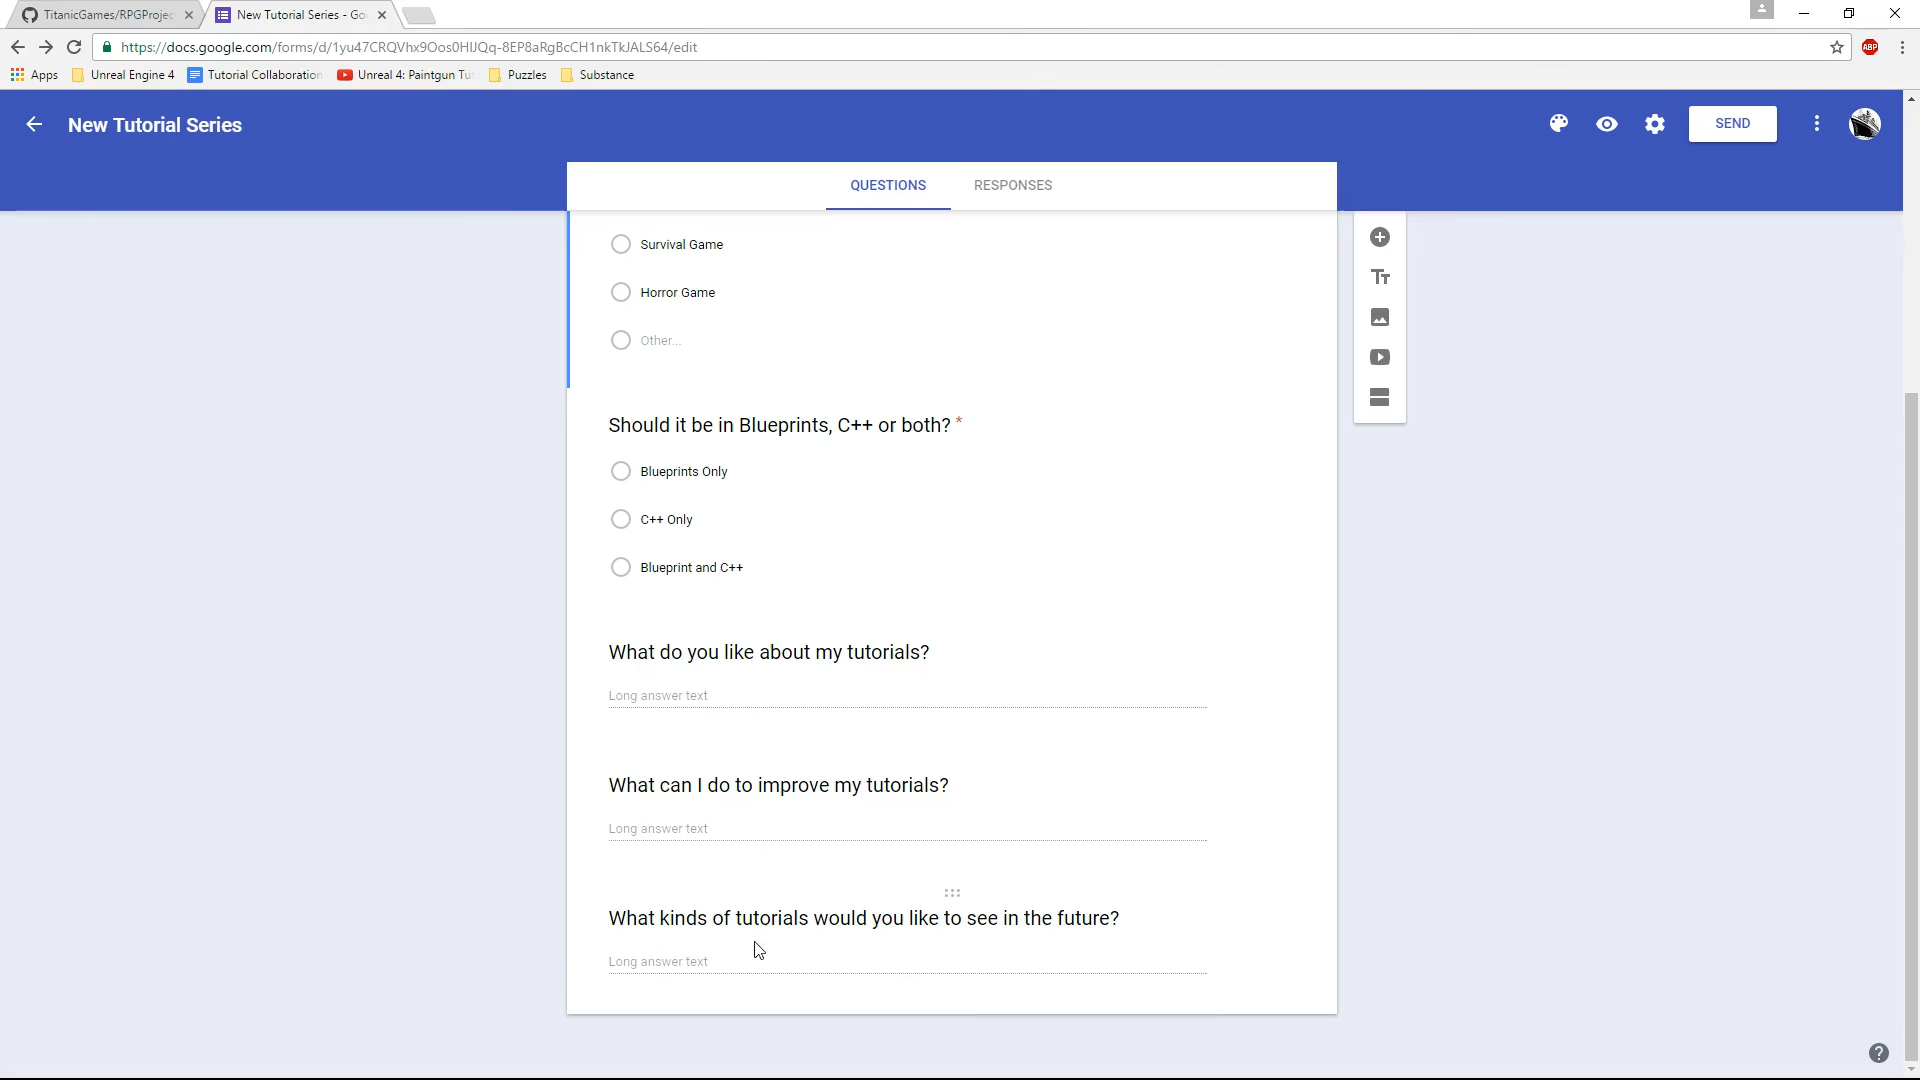 TitanicGames/RPGProjec
New Tutorial Series - Go
https://docs.google.com/forms/d/1yu47CRQVhx9Oos0HIJQq-8EP8aRgBcCH1nkTkJALS64/edit
ABP
Apps Unreal Engine 4 Tutorial Collaboration Unreal 4: Paintgun Tu Puzzles Substance
New Tutorial Series
SEND
QUESTIONS RESPONSES
Survival Game
Horror Game
Other...
Should it be in Blueprints, C++ or both? *
Blueprints Only
C++ Only
Blueprint and C++
What do you like about my tutorials?
Long answer text
What can I do to improve my tutorials?
Long answer text
What kinds of tutorials would you like to see in the future?
Long answer text